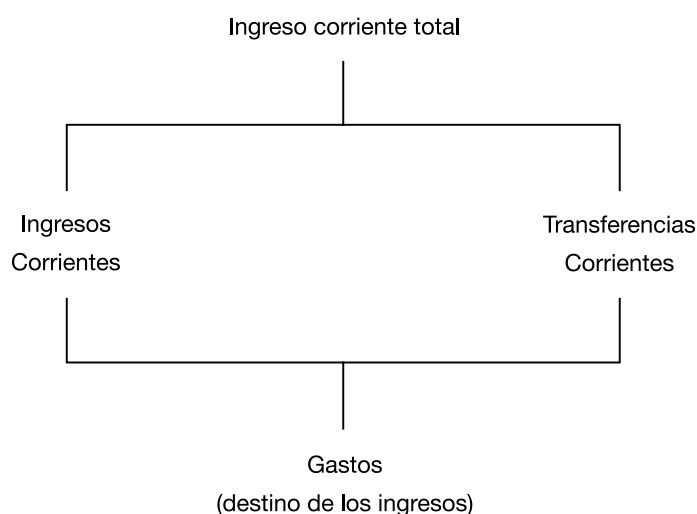 Ingreso corriente total
Ingresos
Corrientes
Transferencias
Corrientes
Gastos
(destino de los ingresos)